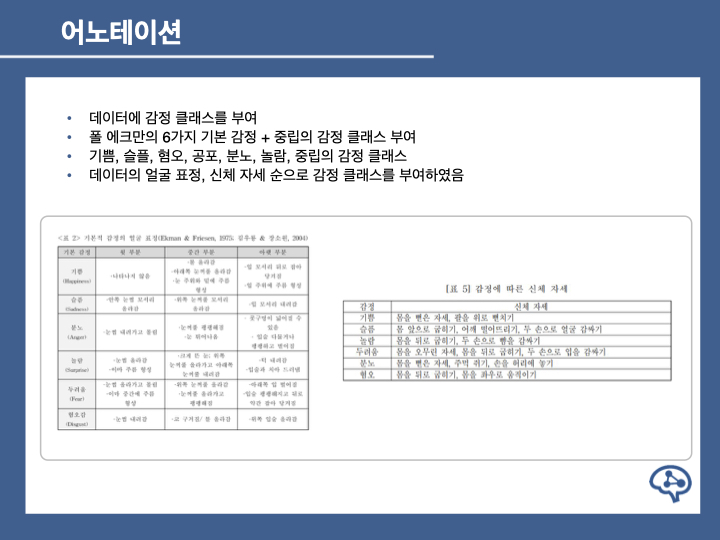 어노테이션
• 데이터에 감정 클래스를 부여
• 폴 에크만의 6가지 기본 감정 + 중립의 감정 클래스 부여
• 기쁨, 슬픔, 혐오, 공포, 분노, 놀람, 중립의 감정 클래스
• 데이터의 얼굴 표정, 신체 자세 순으로 감정 클래스를 부여하였음
<표 2> 기본적 감정의 얼굴 표정(Ekman & Friesen, 1975; 김우룡 & 장소원, 2004)
기본 감정 윗 부분 중간 부분 아랫 부분
기쁨 (Happiness) -나타나지 않음 -볼 올라감 -아래쪽 눈꺼풀 올라감 -눈 주위와 밑에 주름 형성 -입 꼬리 뒤로 끌어 당겨짐 -입 주위에 주름 형성
슬픔 (Sadness) -안쪽 눈썹 모서리 올라감 -위쪽 눈꺼풀 모서리 올라감 -입 꼬리 내려감
분노 (Anger) -눈썹 내려가고 몰림 -눈꺼풀 팽팽해짐 -눈 튀어나옴 - 콧구멍이 넓어질 수 있음 - 입술 다물거나 팽팽하고 벌어짐
놀람 (Surprise) -눈썹 올라감 -이마 주름 형성 -크게 뜬 눈: 위쪽 눈꺼풀 올라가고 아래쪽 눈꺼풀 내려감 -턱 내려감 -입술과 치아 드러냄
두려움 (Fear) -눈썹 올라가고 몰림 -이마 중간에 주름 형성 -위쪽 눈꺼풀 올라감 -눈꺼풀 올라가고 팽팽해짐 -아래쪽 입 벌어짐 -입술 팽팽해지고 뒤로 약간 끌어 당겨짐
혐오감 (Disgust) -눈썹 내려감 -코 구겨짐/ 볼 올라감 -위쪽 입술 올라감
[표 5] 감정에 따른 신체 자세
감정 신체 자세
기쁨 몸을 뻗은 자세, 팔을 위로 뻗치기
슬픔 몸 앞으로 굽히기, 어깨 떨어뜨리기, 두 손으로 얼굴 감싸기
놀람 몸을 뒤로 굽히기, 두 손으로 뺨을 감싸기
두려움 몸을 오무린 자세, 몸을 뒤로 굽히기, 두 손으로 입을 감싸기
분노 몸을 뻗은 자세, 주먹 쥐기, 손을 허리에 놓기
혐오 몸을 뒤로 굽히기, 몸을 좌우로 움직이기